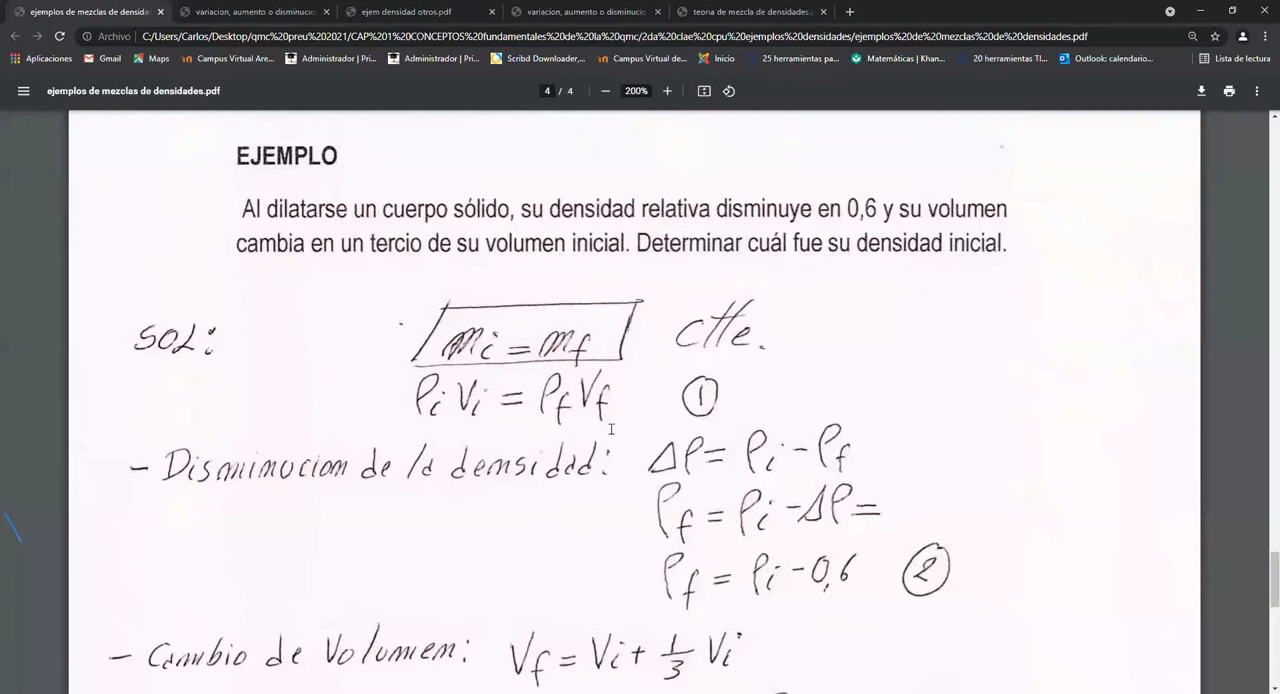 ejemplos de mezclas de densida
variacion, aumento o disminucio
ejem densidad otros.pdf
variacion, aumento o disminucio
teoria de mezcla de densidades
Archivo C:/Users/Carlos/Desktop/qmc%20preu%202021/CAP%201%20CONCEPTOS%20fundamentales%20de%20la%20qmc/2da%20clae%20cpu%20ejemplos%20densidades/ejemplos%20de%20mezclas%20de%20densidades.pdf
Aplicaciones Gmail Maps Campus Virtual Are... Administrador | Pri... Administrador | Pri... Scribd Downloader,... Campus Virtual de... Inicio 25 herramientas pa... Matemáticas | Khan... 20 herramientas TI... Outlook: calendario... Lista de lectura
ejemplos de mezclas de densidades.pdf 4 / 4 200%
EJEMPLO
Al dilatarse un cuerpo sólido, su densidad relativa disminuye en 0,6 y su volumen
cambia en un tercio de su volumen inicial. Determinar cuál fue su densidad inicial.
SOL: mi = mf ctte.
ρi Vi = ρf Vf 1
- Disminucion de la densidad: Δρ = ρi - ρf
ρf = ρi - Δρ =
ρf = ρi - 0,6 2
- Cambio de Volumen: Vf = Vi + 1/3 Vi